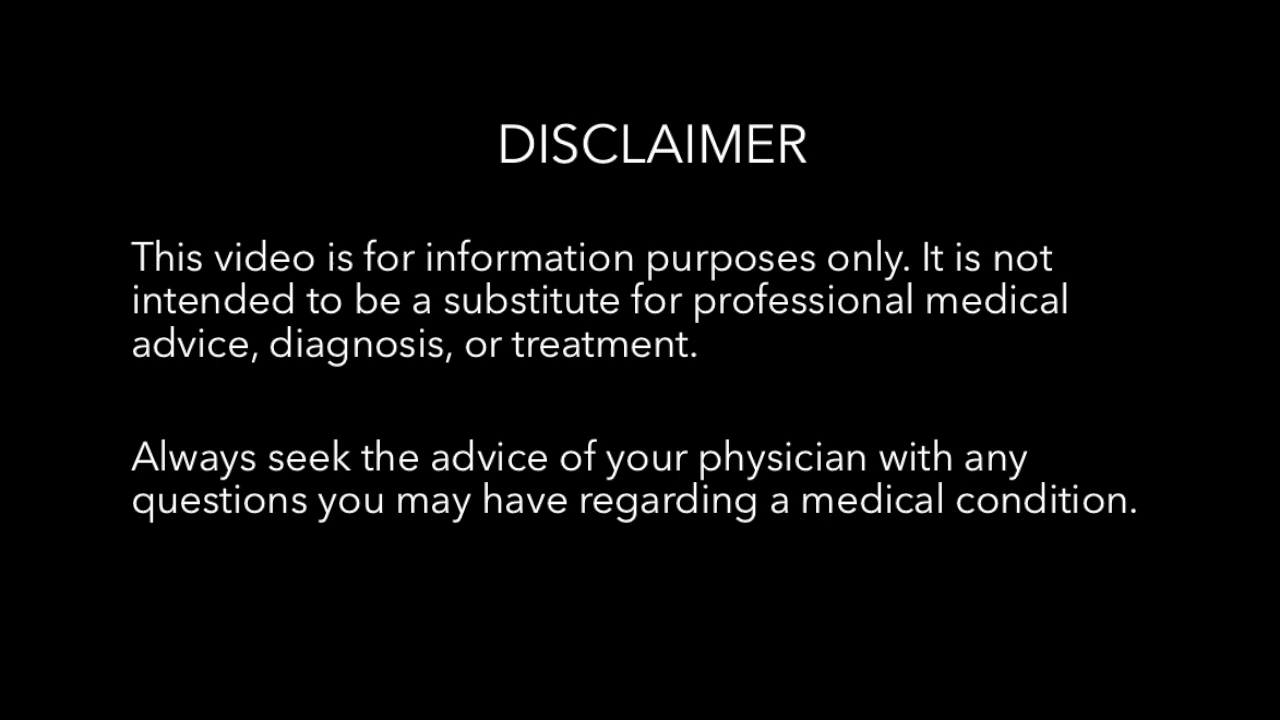 DISCLAIMER
This video is for information purposes only. It is not
intended to be a substitute for professional medical
advice, diagnosis, or treatment.
Always seek the advice of your physician with any
questions you may have regarding a medical condition.